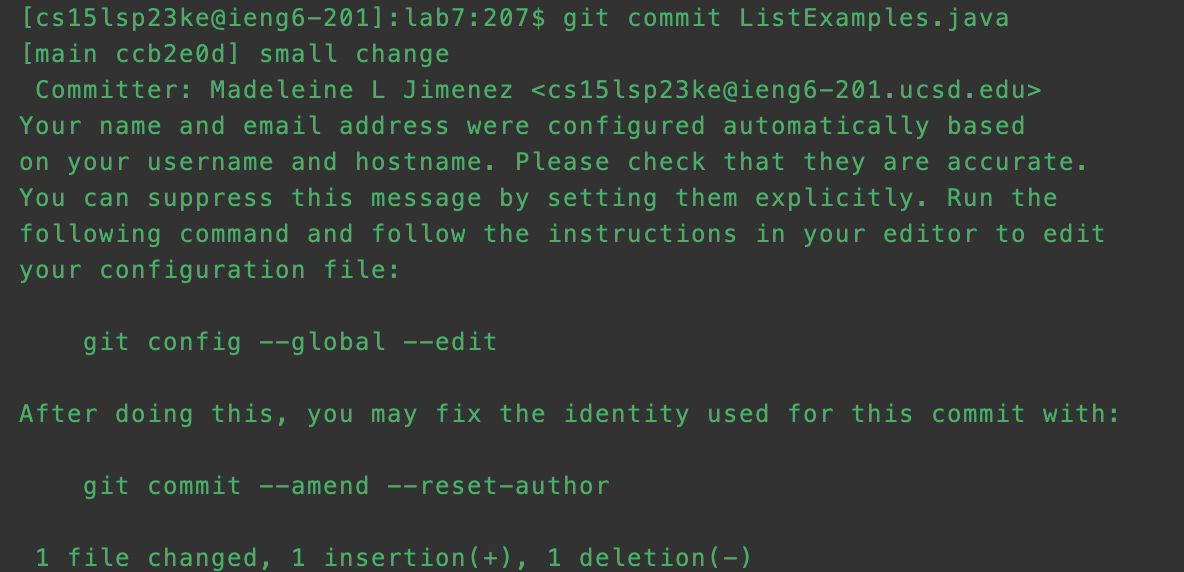 [cs15lsp23ke@ieng6-201]:lab7:207$ git commit ListExamples.java
[main ccb2e0d] small change
 Committer: Madeleine L Jimenez <cs15lsp23ke@ieng6-201.ucsd.edu>
Your name and email address were configured automatically based
on your username and hostname. Please check that they are accurate.
You can suppress this message by setting them explicitly. Run the
following command and follow the instructions in your editor to edit
your configuration file:

    git config --global --edit

After doing this, you may fix the identity used for this commit with:

    git commit --amend --reset-author

 1 file changed, 1 insertion(+), 1 deletion(-)